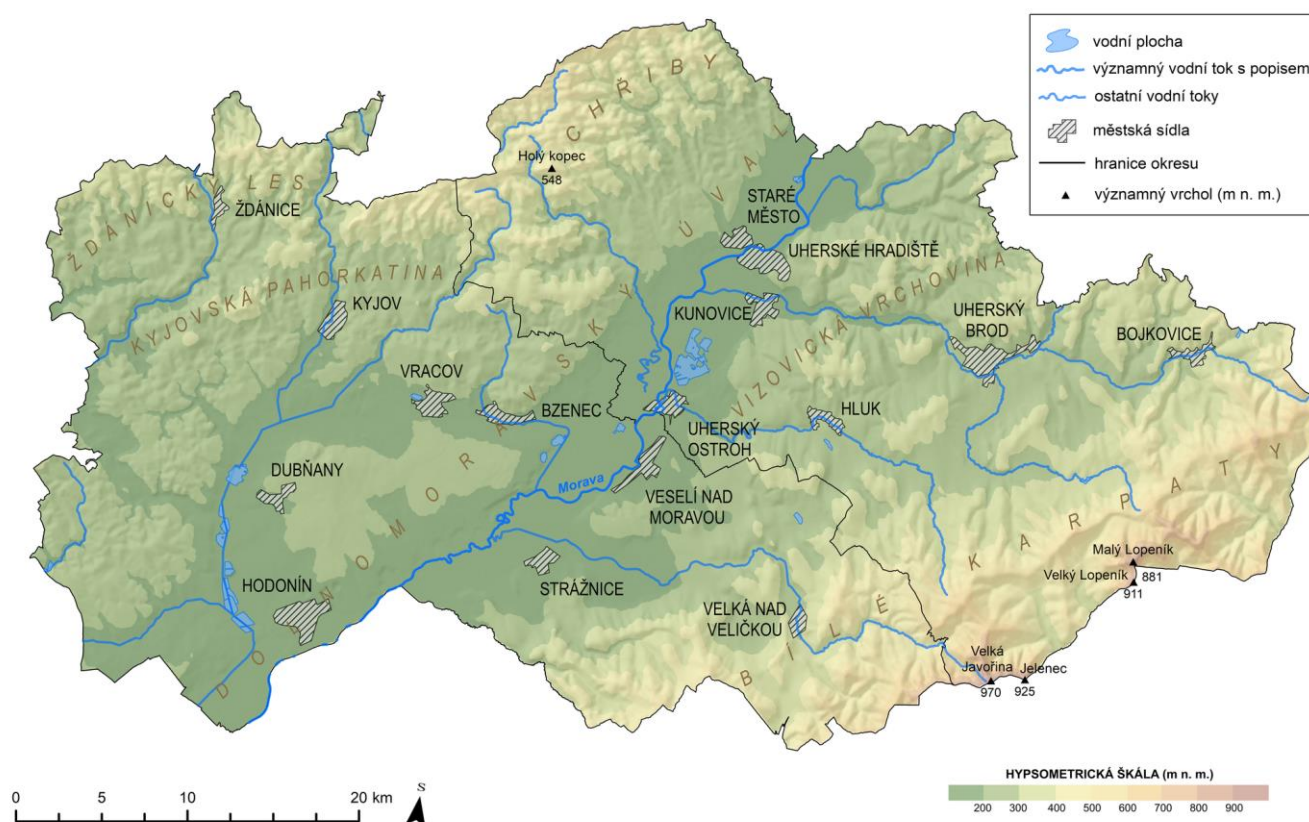 vodní plocha
významný vodní tok s popisem
ostatní vodní toky
městská sídla
hranice okresu
významný vrchol (m n. m.)
CHŘIBY
Holý kopec
548
ŽDÁNICKÝ LES
ŽDÁNICE
STARÉ
MĚSTO
UHERSKÉ HRADIŠTĚ
KYJOVSKÁ PAHORKATINA
KYJOV
KUNOVICE
VIZOVICKÁ VRCHOVINA
UHERSKÝ
BROD
BOJKOVICE
VRACOV
BZENEC
HLUK
UHERSKÝ
OSTROH
DOLNOMORAVSKÝ ÚVAL
DUBŇANY
Morava
VESELÍ NAD
MORAVOU
BÍLÉ KARPATY
Malý Lopeník
881
Velký Lopeník
911
HODONÍN
STRÁŽNICE
VELKÁ NAD
VELIČKOU
Velká
Javořina
970
Jelenec
925
0 5 10 20 km
S
HYPSOMETRICKÁ ŠKÁLA (m n. m.)
200 300 400 500 600 700 800 900